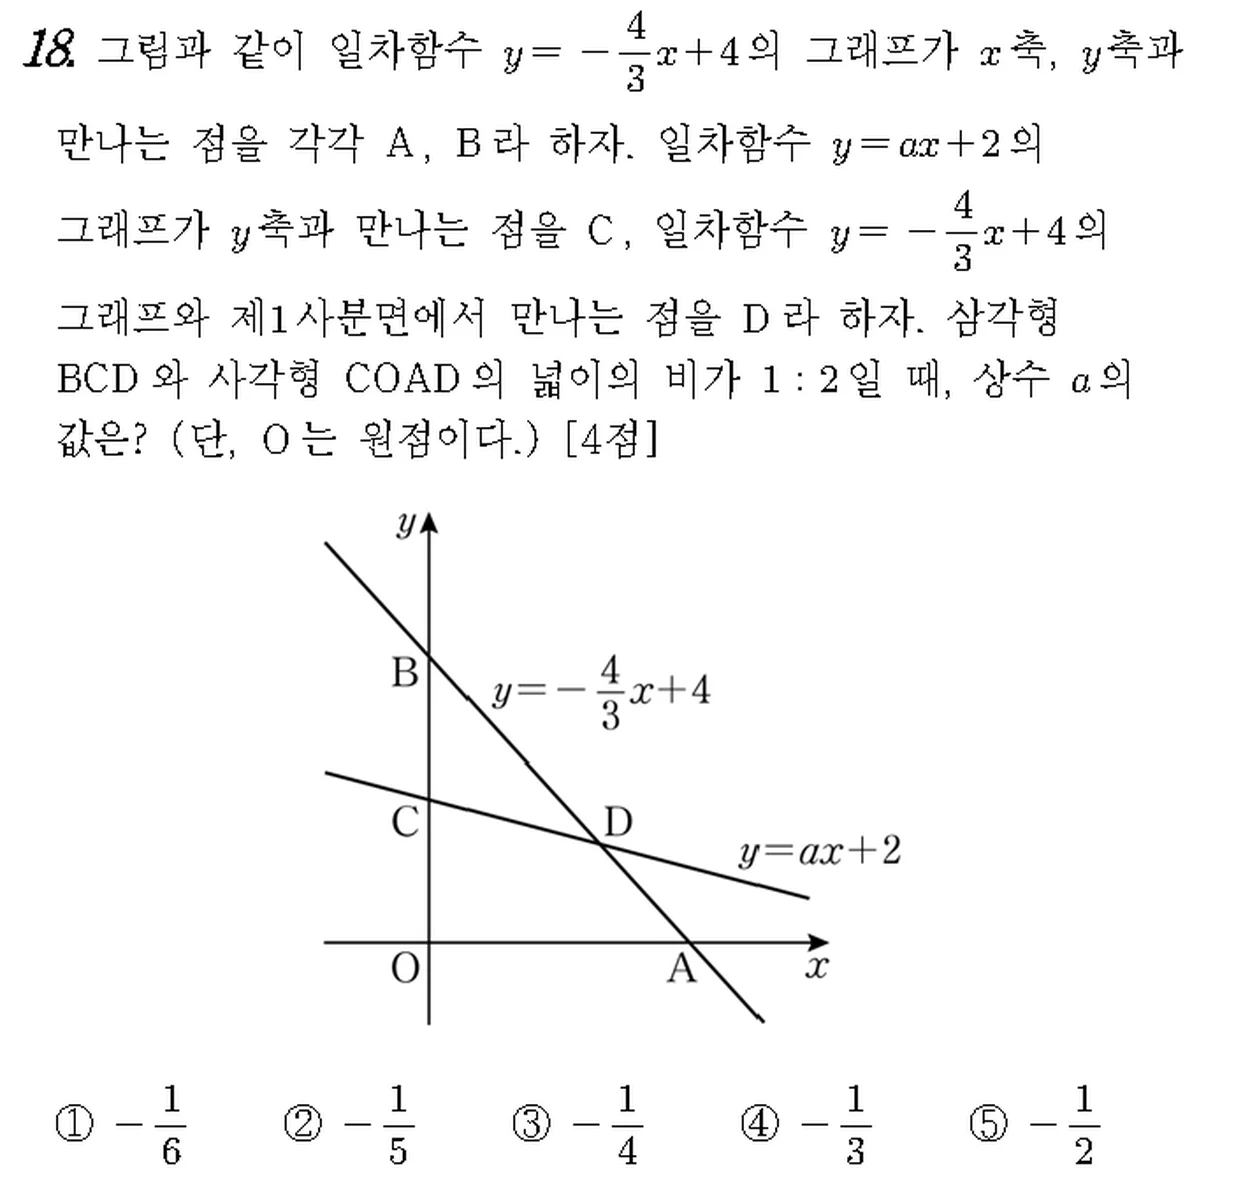 18. 그림과 같이 일차함수 y = -4/3x+4의 그래프가 x축, y축과
만나는 점을 각각 A, B라 하자. 일차함수 y=ax+2의
그래프가 y축과 만나는 점을 C, 일차함수 y = -4/3x+4의
그래프와 제1사분면에서 만나는 점을 D라 하자. 삼각형
BCD와 사각형 COAD의 넓이의 비가 1 : 2일 때, 상수 a의
값은? (단, O는 원점이다.) [4점]
y
B
y=-4/3x+4
C
D
y=ax+2
O
A
x
① -1/6 ② -1/5 ③ -1/4 ④ -1/3 ⑤ -1/2